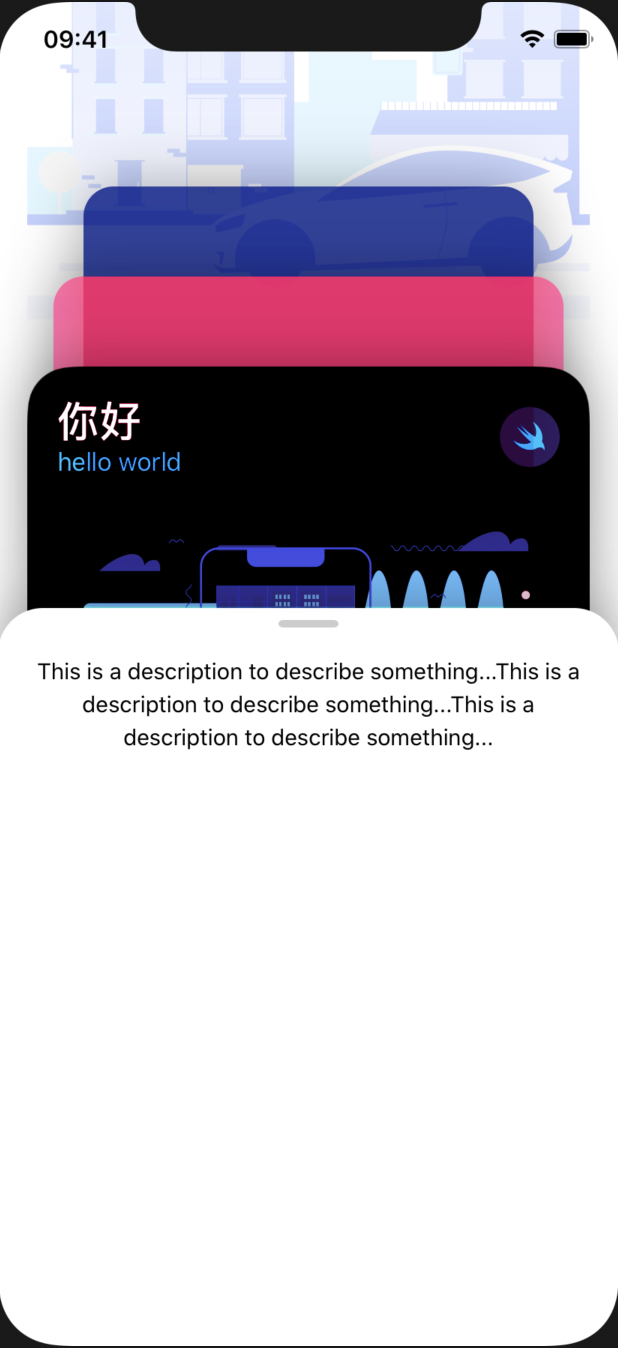 09:41
你好
hello world
This is a description to describe something...This is a
description to describe something...This is a
description to describe something...